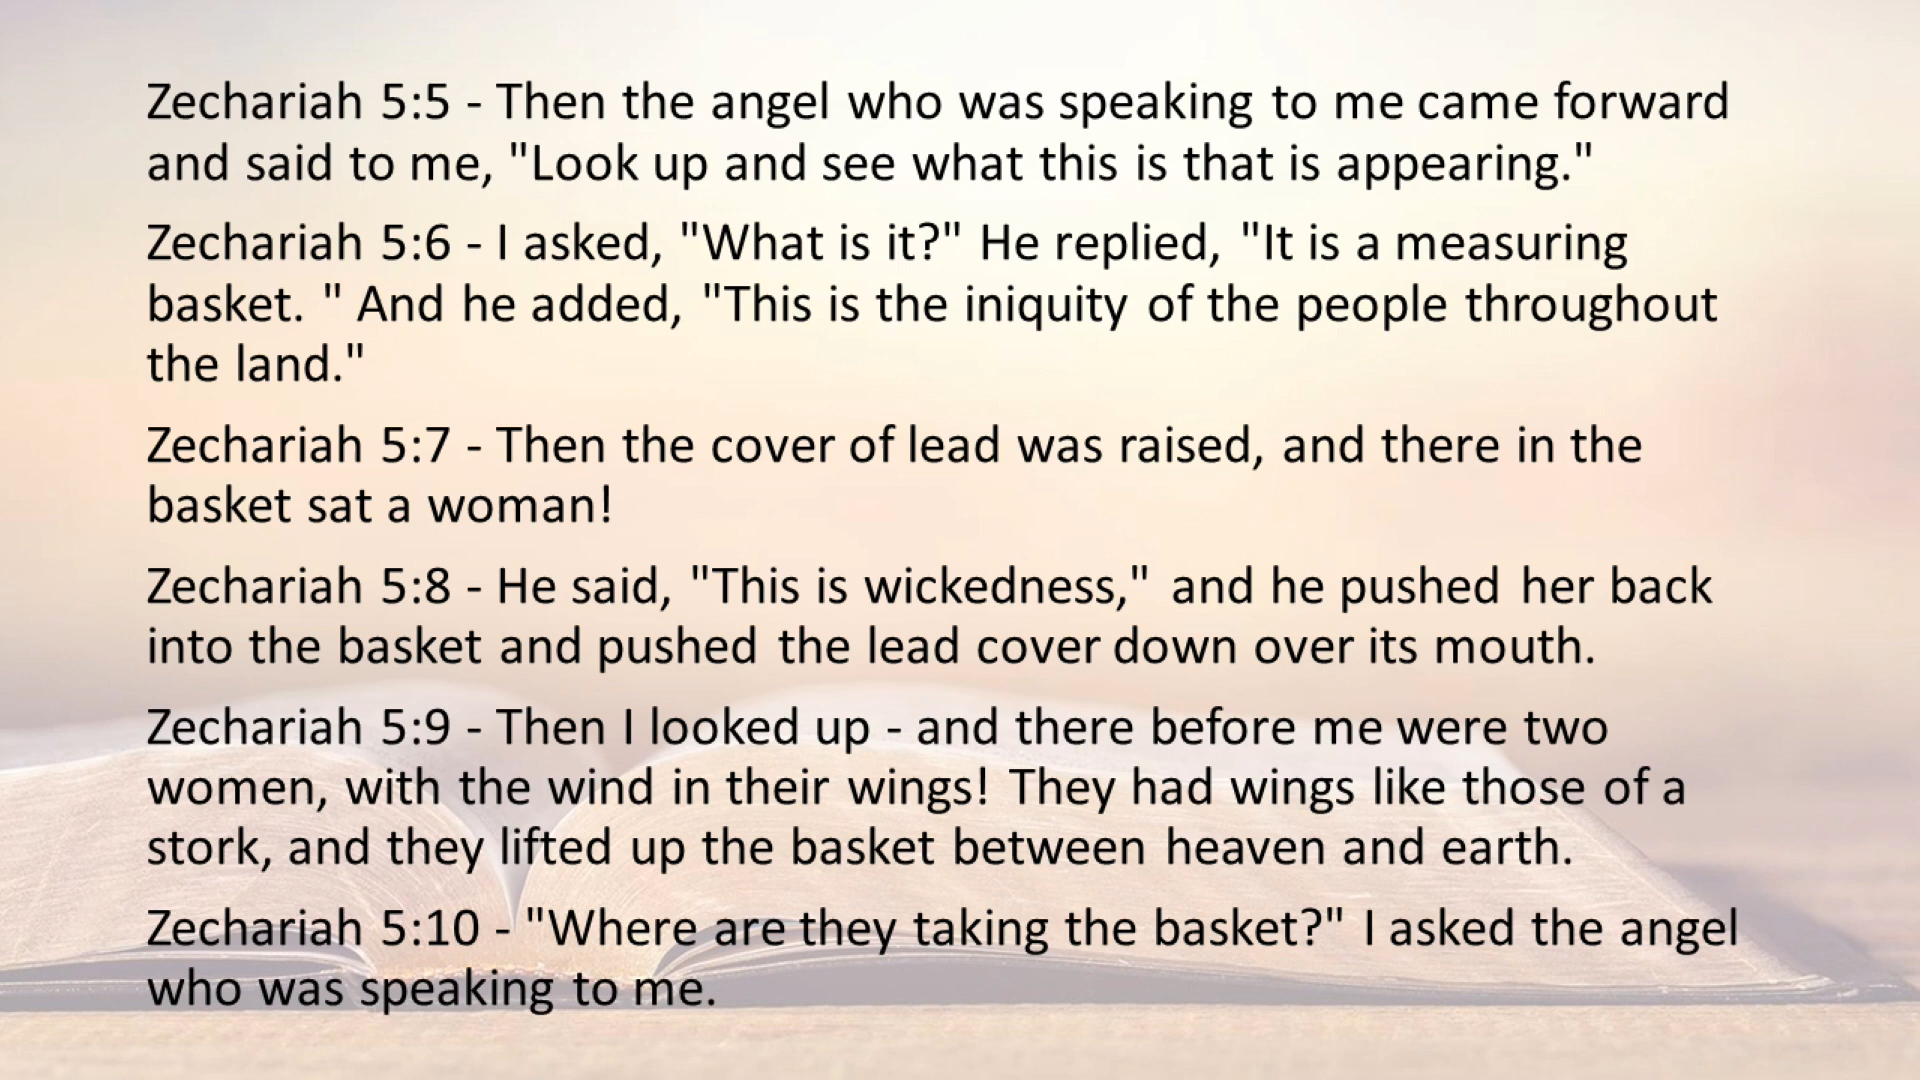 Zechariah 5:5 - Then the angel who was speaking to me came forward
and said to me, "Look up and see what this is that is appearing."
Zechariah 5:6 - I asked, "What is it?" He replied, "It is a measuring
basket. " And he added, "This is the iniquity of the people throughout
the land."
Zechariah 5:7 - Then the cover of lead was raised, and there in the
basket sat a woman!
Zechariah 5:8 - He said, "This is wickedness," and he pushed her back
into the basket and pushed the lead cover down over its mouth.
Zechariah 5:9 - Then I looked up - and there before me were two
women, with the wind in their wings! They had wings like those of a
stork, and they lifted up the basket between heaven and earth.
Zechariah 5:10 - "Where are they taking the basket?" I asked the angel
who was speaking to me.